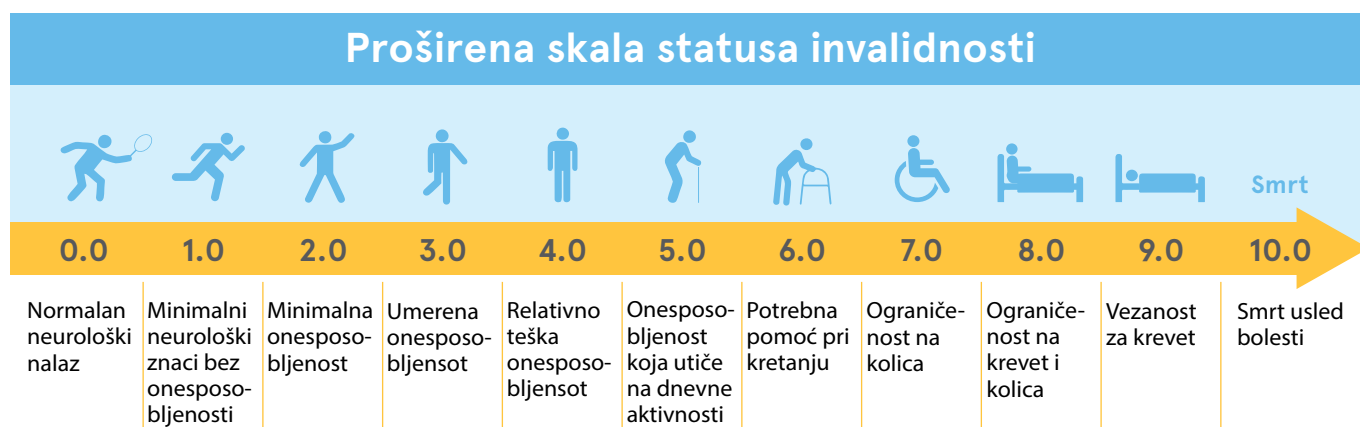 Proširena skala statusa invalidnosti
Smrt
0.0
1.0
2.0
3.0
4.0
5.0
6.0
7.0
8.0
9.0
10.0
Normalan
neurološki
nalaz
Minimalni
neurološki
znaci bez
onesposo-
bljenosti
Minimalna
onesposo-
bljenost
Umerena
onesposo-
bljensot
Relativno
teška
onesposo-
bljensot
Onesposo-
bljenost
koja utiče
na dnevne
aktivnosti
Potrebna
pomoć pri
kretanju
Ograniče-
nost na
kolica
Ograniče-
nost na
krevet i
kolica
Vezanost
za krevet
Smrt usled
bolesti